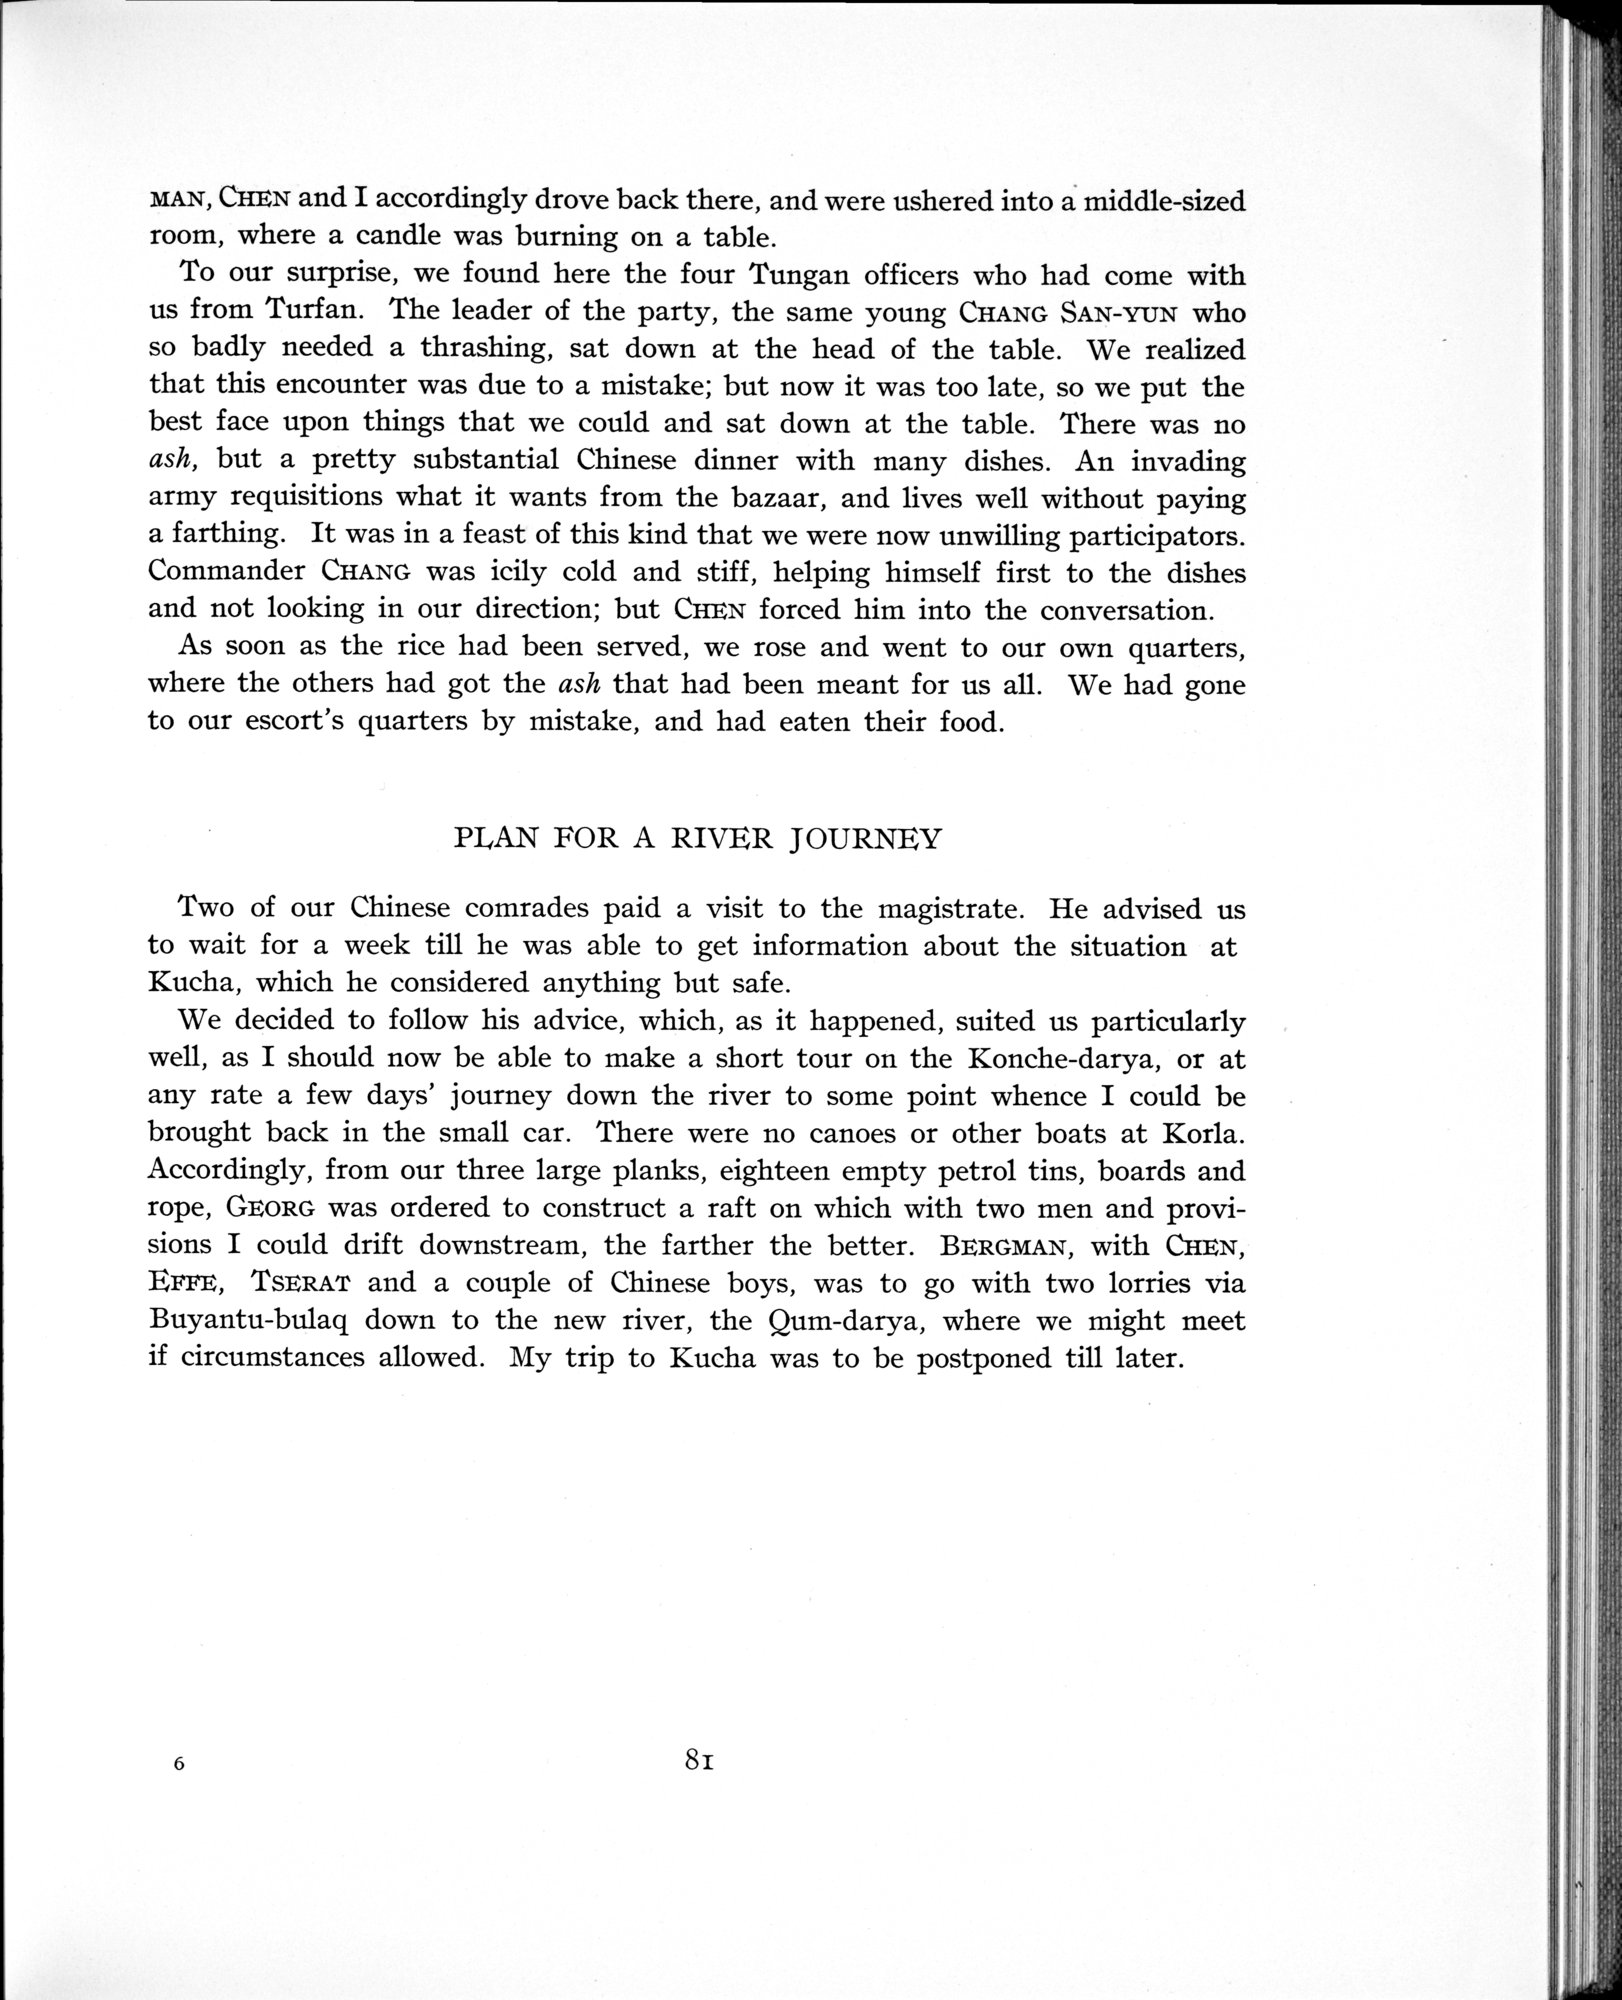 MAN, CHEN and I accordingly drove back there, and were ushered into a middle-sized
room, where a candle was burning on a table.
To our surprise, we found here the four Tungan officers who had come with
us from Turfan. The leader of the party, the same young CHANG SAN-YUN who
so badly needed a thrashing, sat down at the head of the table. We realized
that this encounter was due to a mistake; but now it was too late, so we put the
best face upon things that we could and sat down at the table. There was no
ash, but a pretty substantial Chinese dinner with many dishes. An invading
army requisitions what it wants from the bazaar, and lives well without paying
a farthing. It was in a feast of this kind that we were now unwilling participators.
Commander CHANG was icily cold and stiff, helping himself first to the dishes
and not looking in our direction; but CHEN forced him into the conversation.
As soon as the rice had been served, we rose and went to our own quarters,
where the others had got the ash that had been meant for us all. We had gone
to our escort's quarters by mistake, and had eaten their food.
PLAN FOR A RIVER JOURNEY
Two of our Chinese comrades paid a visit to the magistrate. He advised us
to wait for a week till he was able to get information about the situation at
Kucha, which he considered anything but safe.
We decided to follow his advice, which, as it happened, suited us particularly
well, as I should now be able to make a short tour on the Konche-darya, or at
any rate a few days' journey down the river to some point whence I could be
brought back in the small car. There were no canoes or other boats at Korla.
Accordingly, from our three large planks, eighteen empty petrol tins, boards and
rope, GEORG was ordered to construct a raft on which with two men and provi-
sions I could drift downstream, the farther the better. BERGMAN, with CHEN,
EFFE, TSERAT and a couple of Chinese boys, was to go with two lorries via
Buyantu-bulaq down to the new river, the Qum-darya, where we might meet
if circumstances allowed. My trip to Kucha was to be postponed till later.
6 81